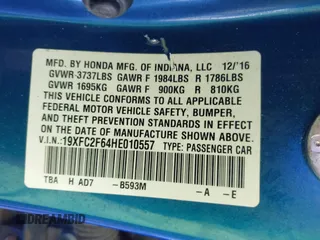 MFD. BY HONDA MFG. OF INDIANA, LLC 12/'16
GVWR 3737LBS GAWR F 1984LBS R 1786LBS
GVWR 1695KG GAWR F 900KG R 810KG
THIS VEHICLE CONFORMS TO ALL APPLICABLE
FEDERAL MOTOR VEHICLE SAFETY, BUMPER,
AND THEFT PREVENTION STANDARDS IN EFFECT
ON THE DATE OF MANUFACTURE SHOWN ABOVE.
V.I.N.: 19XFC2F64HE010557 TYPE: PASSENGER CAR
TBA H AD7 -B593M -A -E
DREAMBID